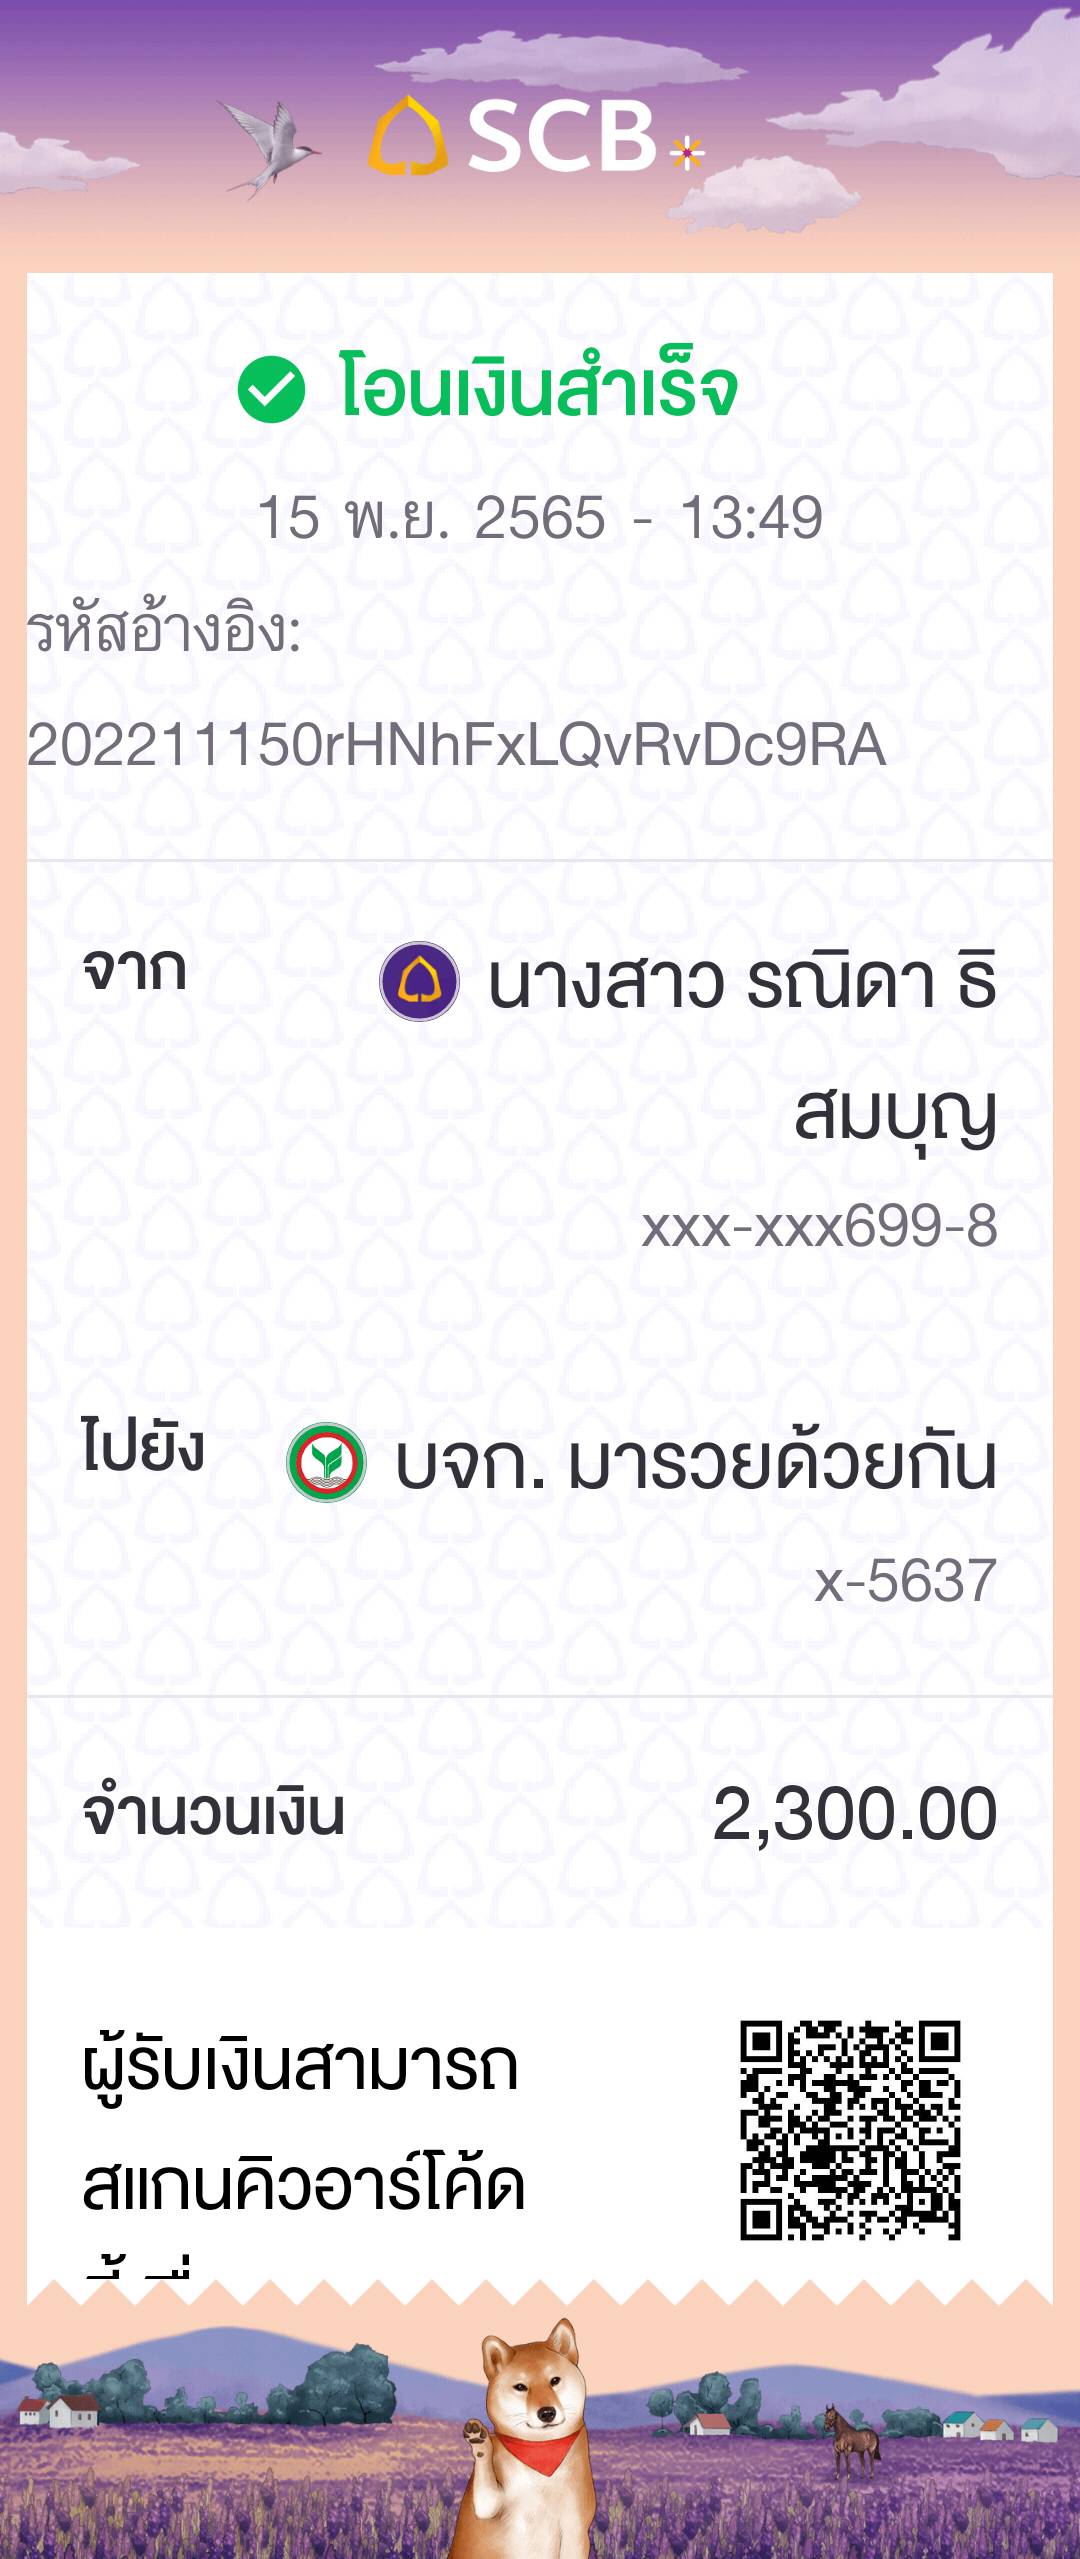 SCB
โอนเงินสำเร็จ
15 พ.ย. 2565 - 13:49
รหัสอ้างอิง:
202211150rHNhFxLQvRvDc9RA
จาก
นางสาว รณิดา ธิ
สมบุญ
xxx-xxx699-8
ไปยัง
บจก. มารวยด้วยกัน
x-5637
จำนวนเงิน
2,300.00
ผู้รับเงินสามารถ
สแกนคิวอาร์โค้ด